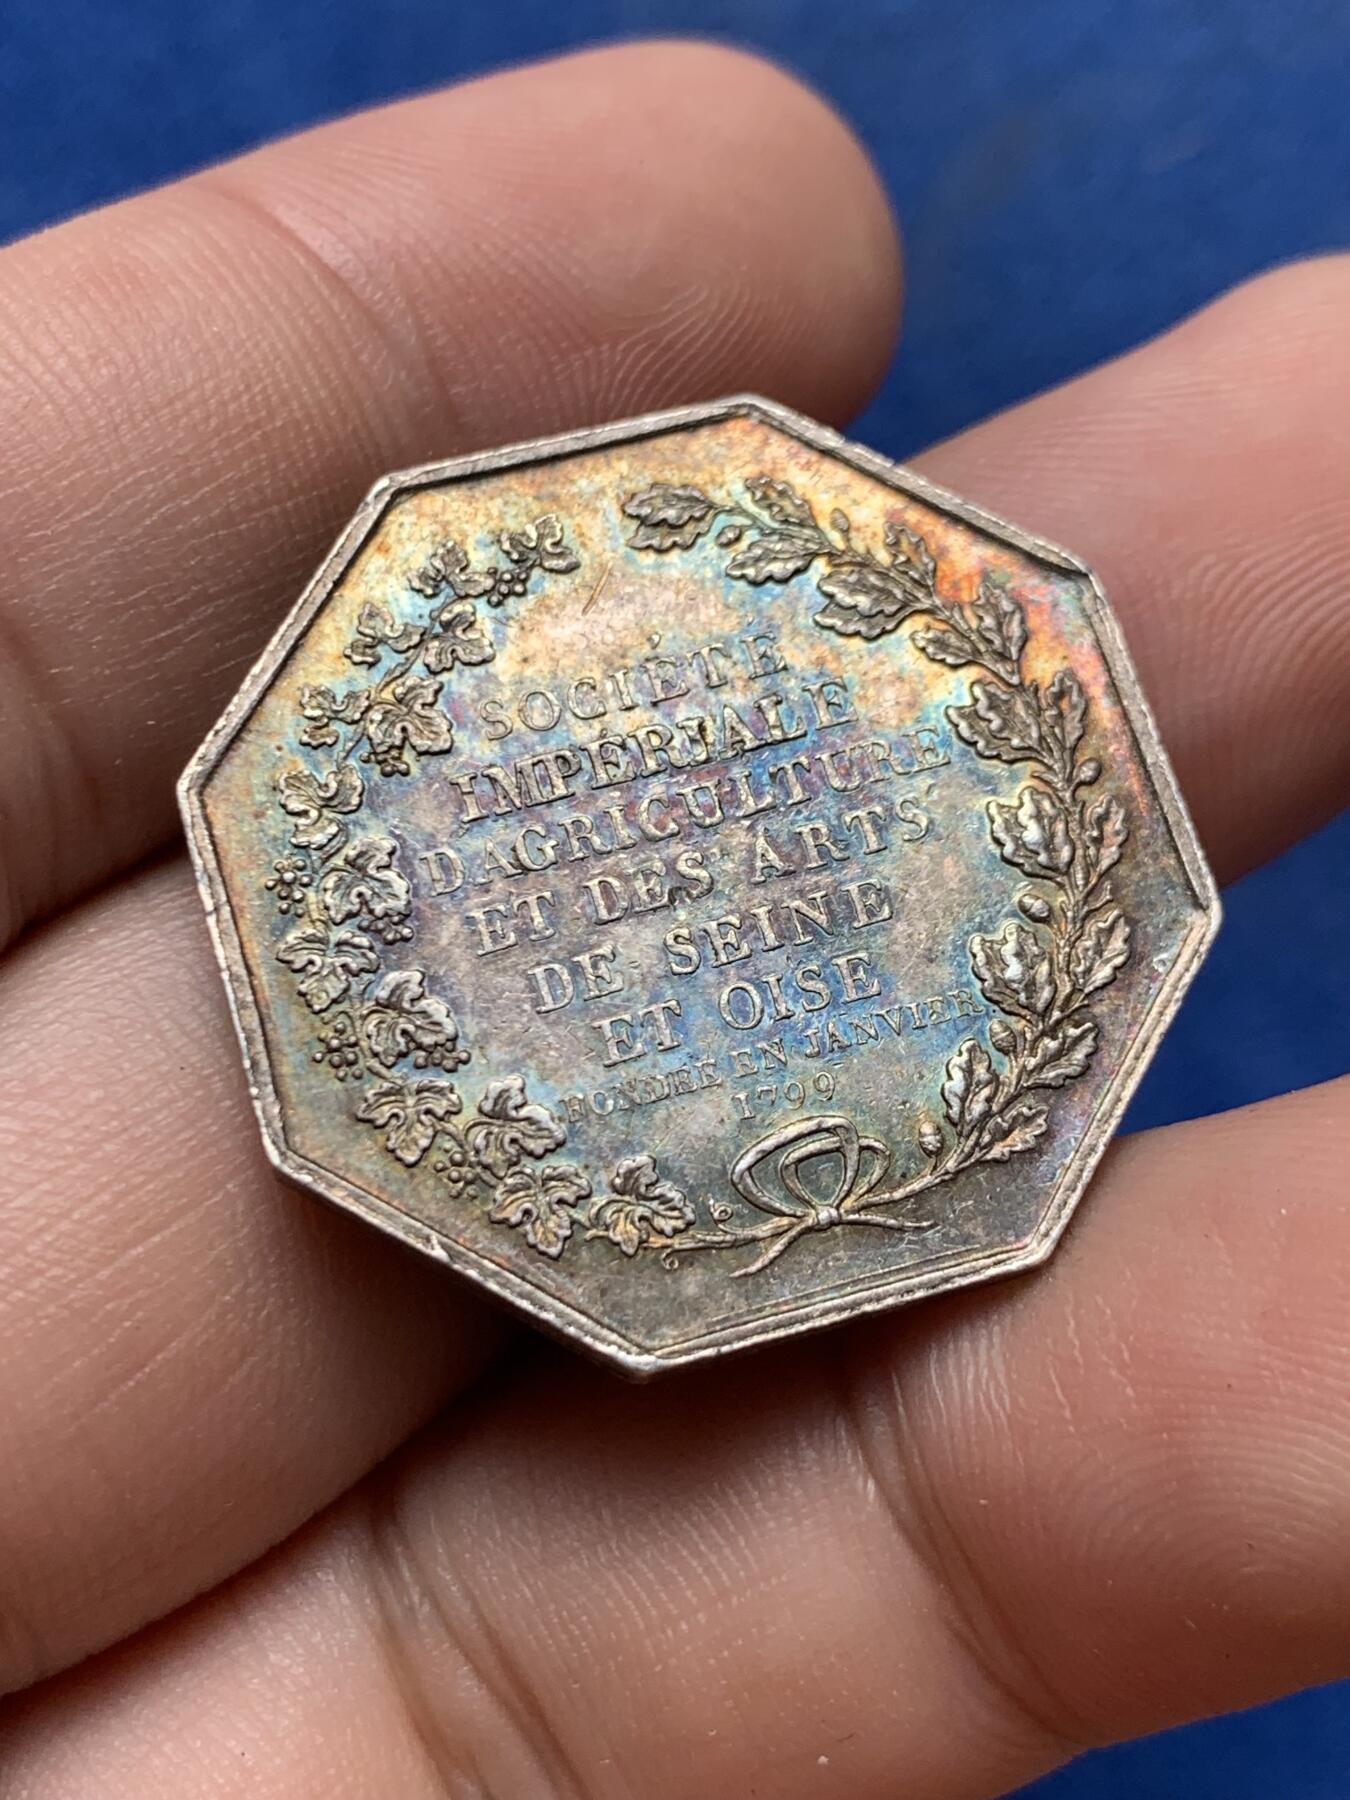 SOCIÉTÉ
IMPÉRIALE
D'AGRICULTURE
ET DES ARTS
DE SEINE
ET OISE
FONDÉE EN JANVIER
1799